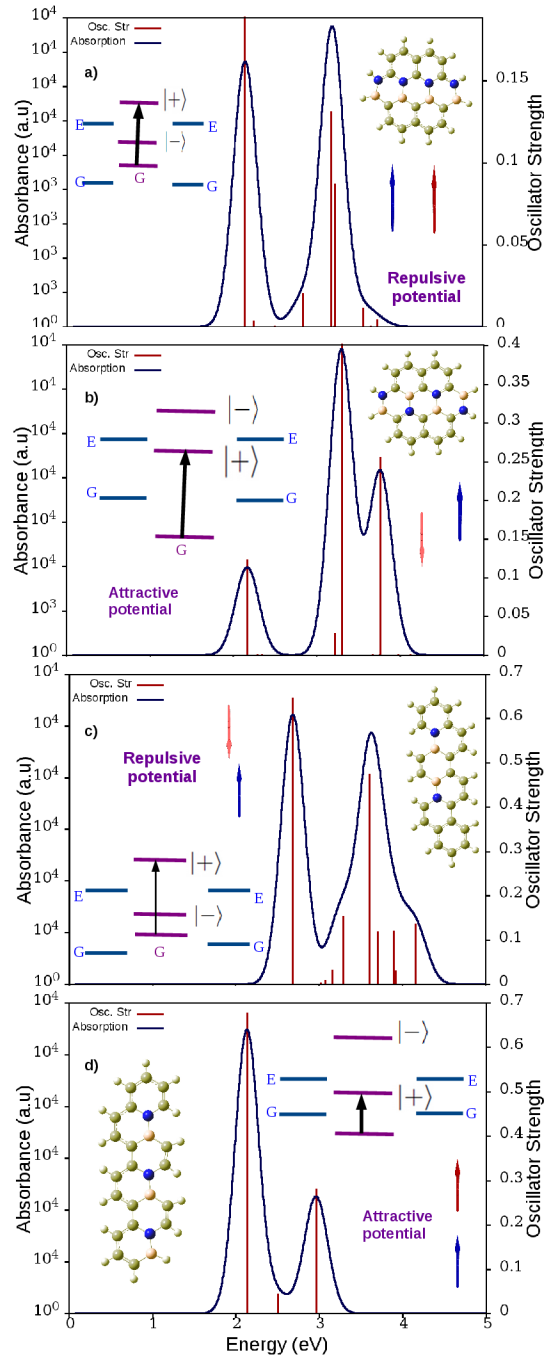 10⁴
10⁴
10⁴
10⁴
10³
10³
10³
10³
10⁰
Absorbance (a.u)
Osc. Str
Absorption
a)
|+⟩
|−⟩
E
E
G
G
G
Repulsive
potential
0.15
0.1
0.05
0
Oscillator Strength
10¹
10¹
10⁴
10⁴
10⁴
10⁴
10³
10³
10⁰
Absorbance (a.u)
Osc. Str
Absorption
b)
|−⟩
|+⟩
E
E
G
G
G
Attractive
potential
0.4
0.35
0.3
0.25
0.2
0.15
0.1
0.05
0
Oscillator Strength
10¹
10⁴
10⁴
10⁴
10⁴
10⁴
10⁰
Absorbance (a.u)
Osc. Str
Absorption
c)
Repulsive
potential
|+⟩
|−⟩
E
E
G
G
G
0.7
0.6
0.5
0.4
0.3
0.2
0.1
0
Oscillator Strength
10⁴
10⁴
10⁴
10⁴
10⁴
10⁰
Absorbance (a.u)
Osc. Str
Absorption
d)
|−⟩
|+⟩
E
E
G
G
Attractive
potential
0.7
0.6
0.5
0.4
0.3
0.2
0.1
0
Oscillator Strength
0 1 2 3 4 5
Energy (eV)